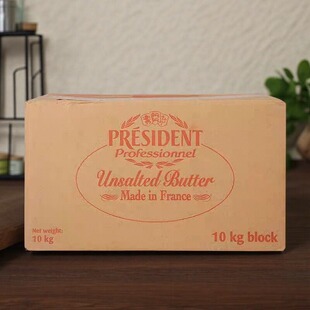 PRÉSIDENT
Professionnel
Unsalted Butter
Made in France
Net weight:
10 kg
10 kg block